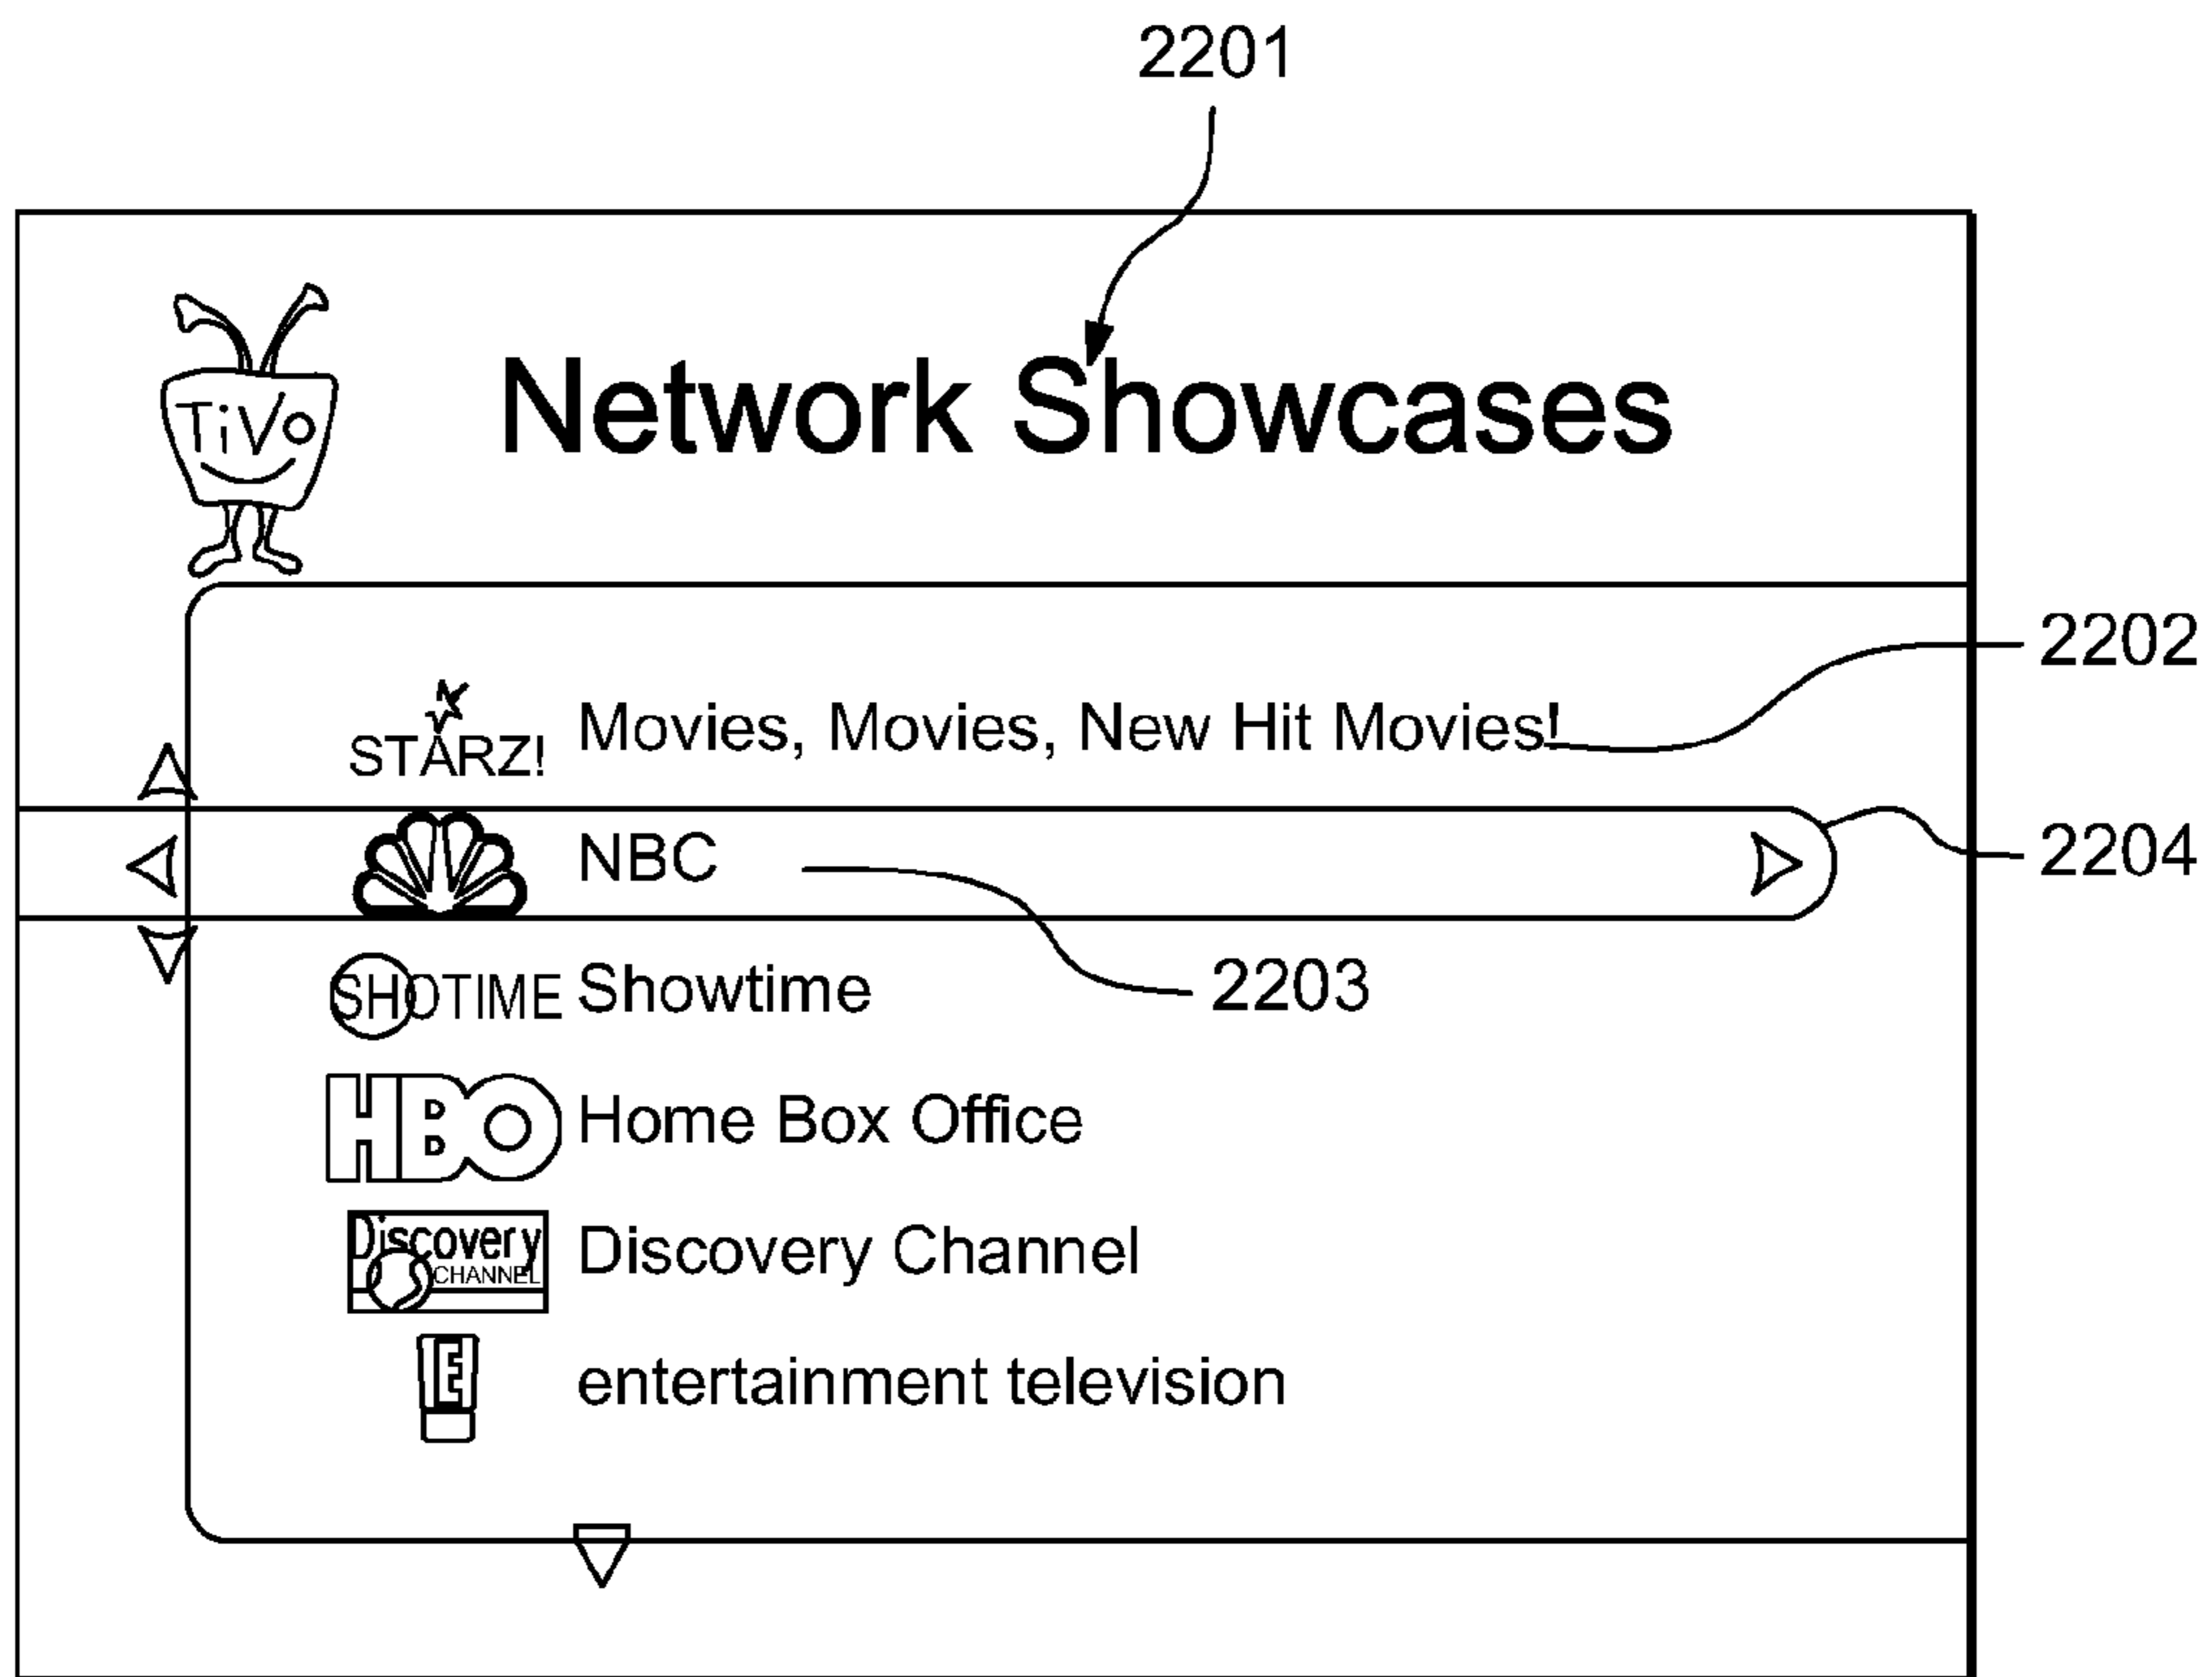 2201
TiVo
Network Showcases
2202
STARZ! Movies, Movies, New Hit Movies!
NBC
2204
SHOTIME Showtime
2203
HBO Home Box Office
Discovery CHANNEL Discovery Channel
E entertainment television